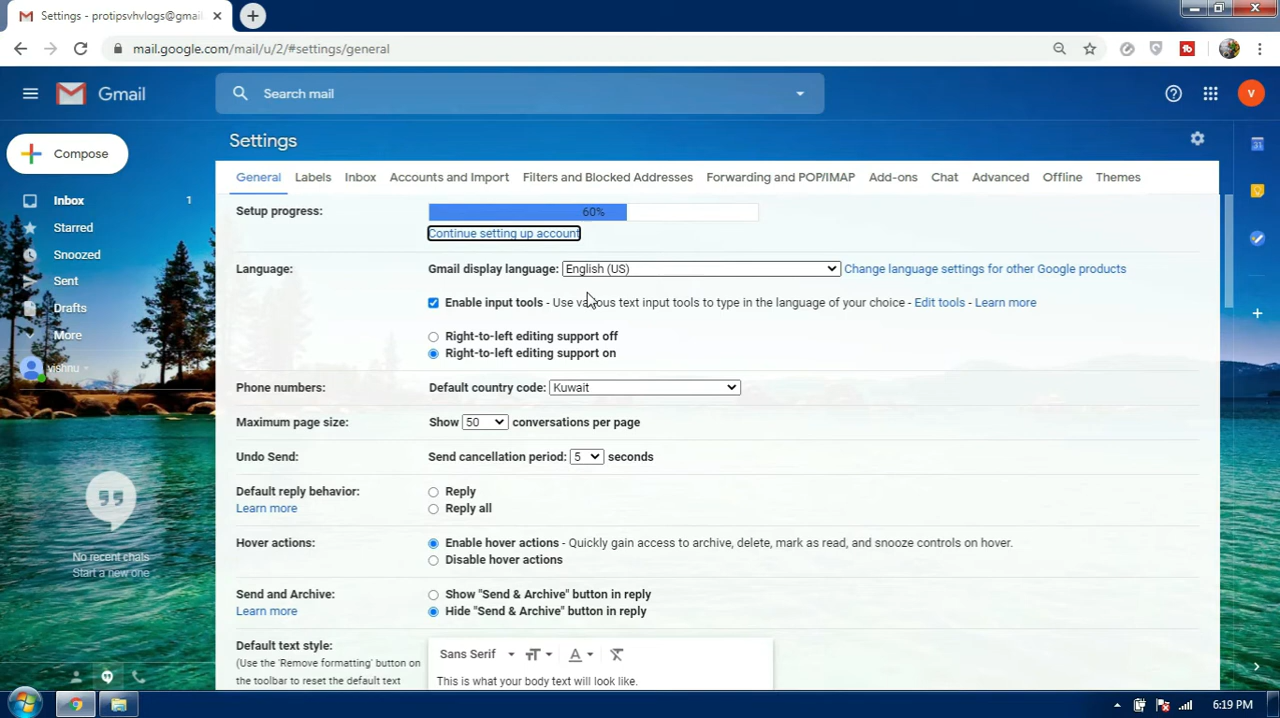 Settings - protipsvhvlogs@gmai
mail.google.com/mail/u/2/#settings/general
Gmail
Search mail
V
Settings
Compose
General Labels Inbox Accounts and Import Filters and Blocked Addresses Forwarding and POP/IMAP Add-ons Chat Advanced Offline Themes
Inbox 1
Starred
Snoozed
Sent
Drafts
More
vishnu
No recent chats
Start a new one
Setup progress: 60%
Continue setting up account
Language: Gmail display language: English (US) Change language settings for other Google products
Enable input tools - Use various text input tools to type in the language of your choice - Edit tools - Learn more
Right-to-left editing support off
Right-to-left editing support on
Phone numbers: Default country code: Kuwait
Maximum page size: Show 50 conversations per page
Undo Send: Send cancellation period: 5 seconds
Default reply behavior: Reply
Learn more Reply all
Hover actions: Enable hover actions - Quickly gain access to archive, delete, mark as read, and snooze controls on hover.
Disable hover actions
Send and Archive: Show "Send & Archive" button in reply
Learn more Hide "Send & Archive" button in reply
Default text style: Sans Serif
(Use the 'Remove formatting' button on
the toolbar to reset the default text This is what your body text will look like.
6:19 PM